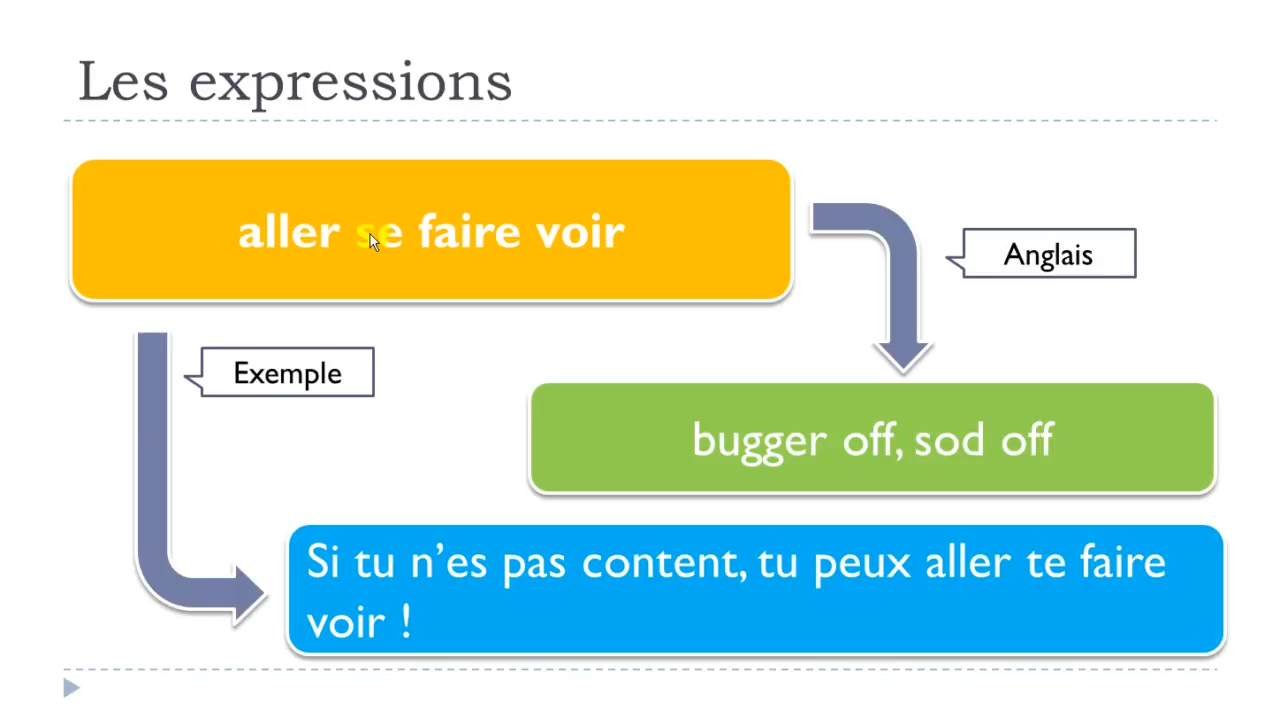 Les expressions
aller se faire voir
Anglais
Exemple
bugger off, sod off
Si tu n’es pas content, tu peux aller te faire
voir !